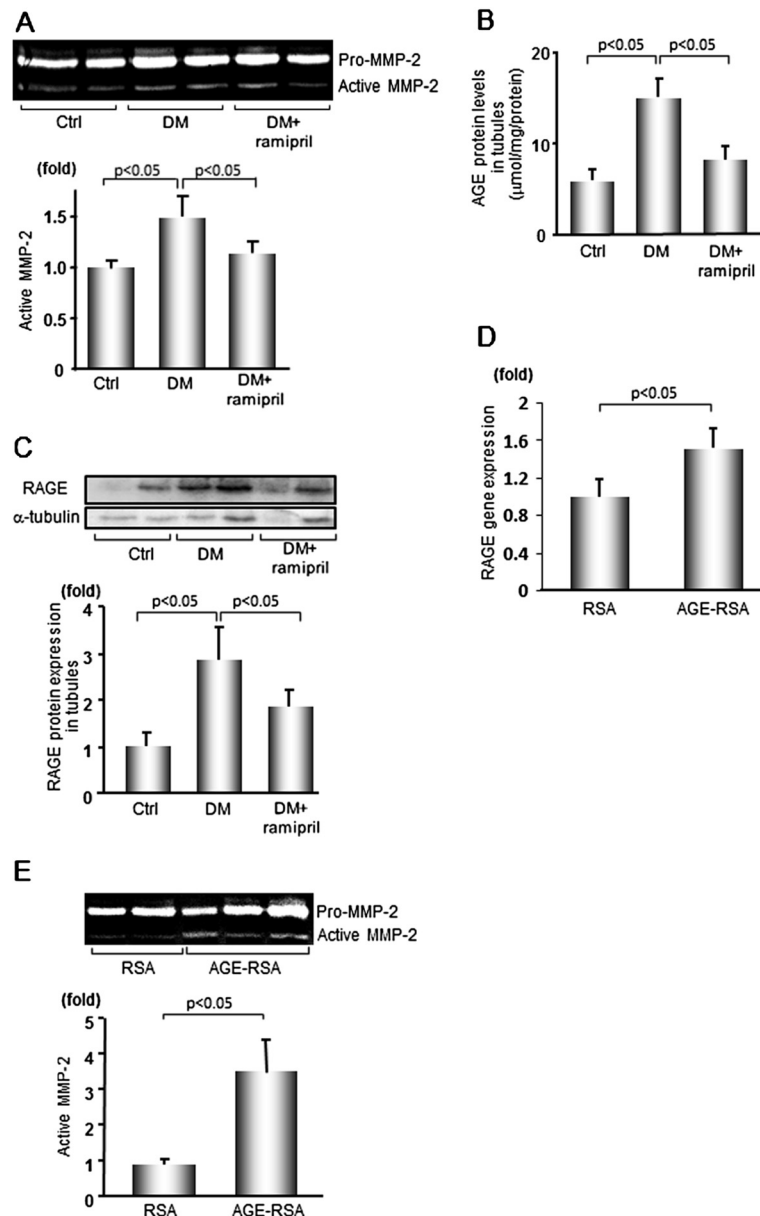 A
Pro-MMP-2
Active MMP-2
Ctrl DM DM+
ramipril
(fold)
p<0.05 p<0.05
Active MMP-2
1.5
1.0
0.5
0
Ctrl DM DM+
ramipril
B
p<0.05 p<0.05
AGE protein levels
in tubules
(μmol/mg/protein)
20
10
0
Ctrl DM DM+
ramipril
C
RAGE
α-tubulin
Ctrl DM DM+
ramipril
(fold)
p<0.05 p<0.05
RAGE protein expression
in tubules
4
3
2
1
0
Ctrl DM DM+
ramipril
D
(fold)
p<0.05
RAGE gene expression
2
1.6
1.2
0.8
0.4
0
RSA AGE-RSA
E
Pro-MMP-2
Active MMP-2
RSA AGE-RSA
(fold)
p<0.05
Active MMP-2
5
4
3
2
1
0
RSA AGE-RSA